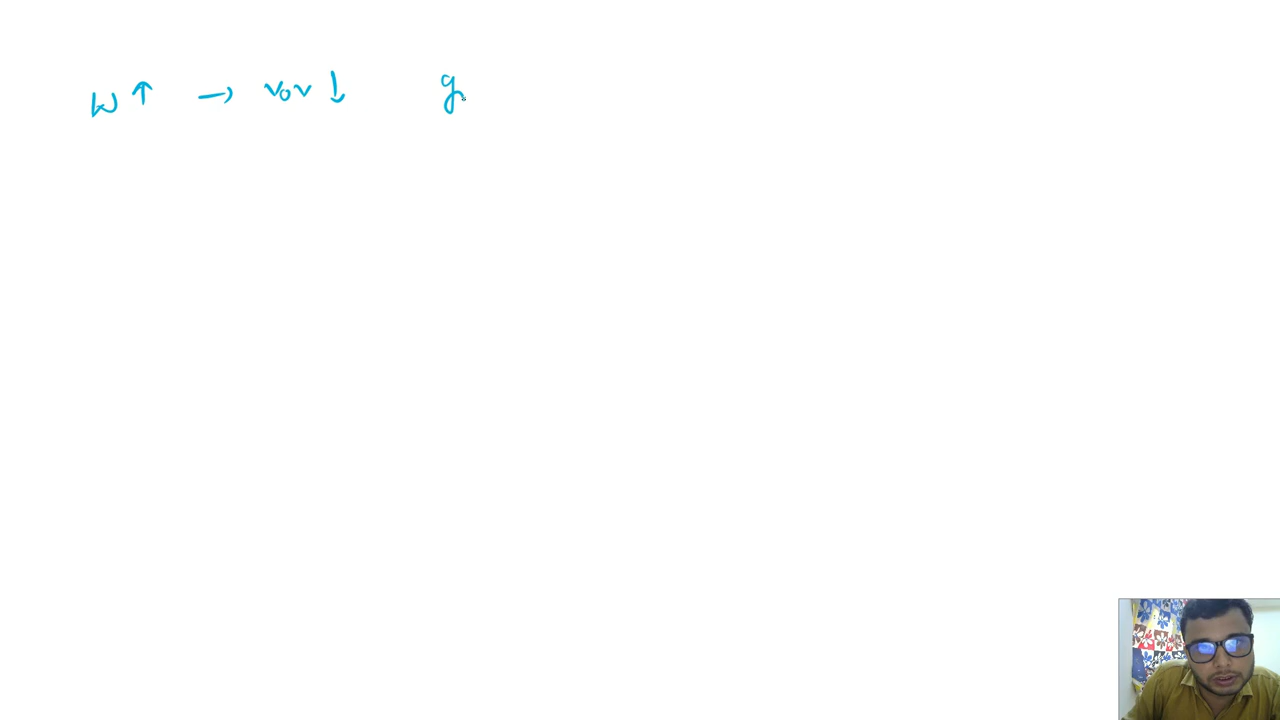 W ↑ → Vov ↓ g